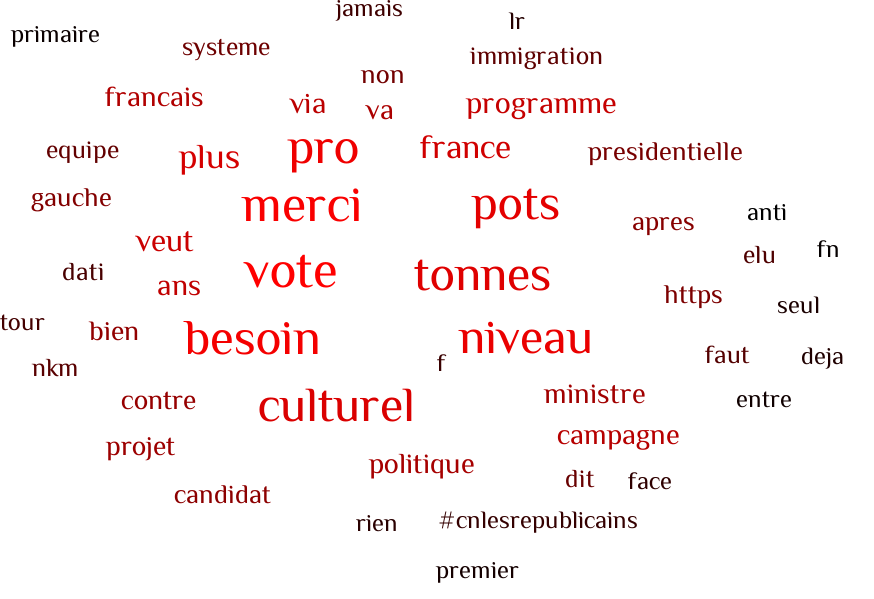 jamais
lr
primaire
systeme
immigration
non
francais
via
va
programme
equipe
plus
pro
france
presidentielle
gauche
merci
pots
apres
anti
veut
elu
fn
dati
ans
vote
tonnes
https
seul
tour
bien
besoin
niveau
nkm
f
faut
deja
contre
culturel
ministre
entre
projet
campagne
politique
candidat
dit
face
rien
#cnlesrepublicains
premier